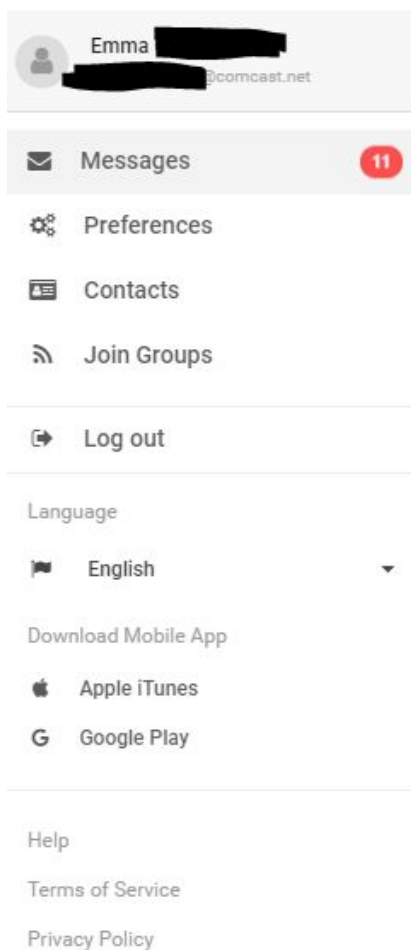 Emma
@comcast.net
Messages 11
Preferences
Contacts
Join Groups
Log out
Language
English
Download Mobile App
Apple iTunes
Google Play
Help
Terms of Service
Privacy Policy